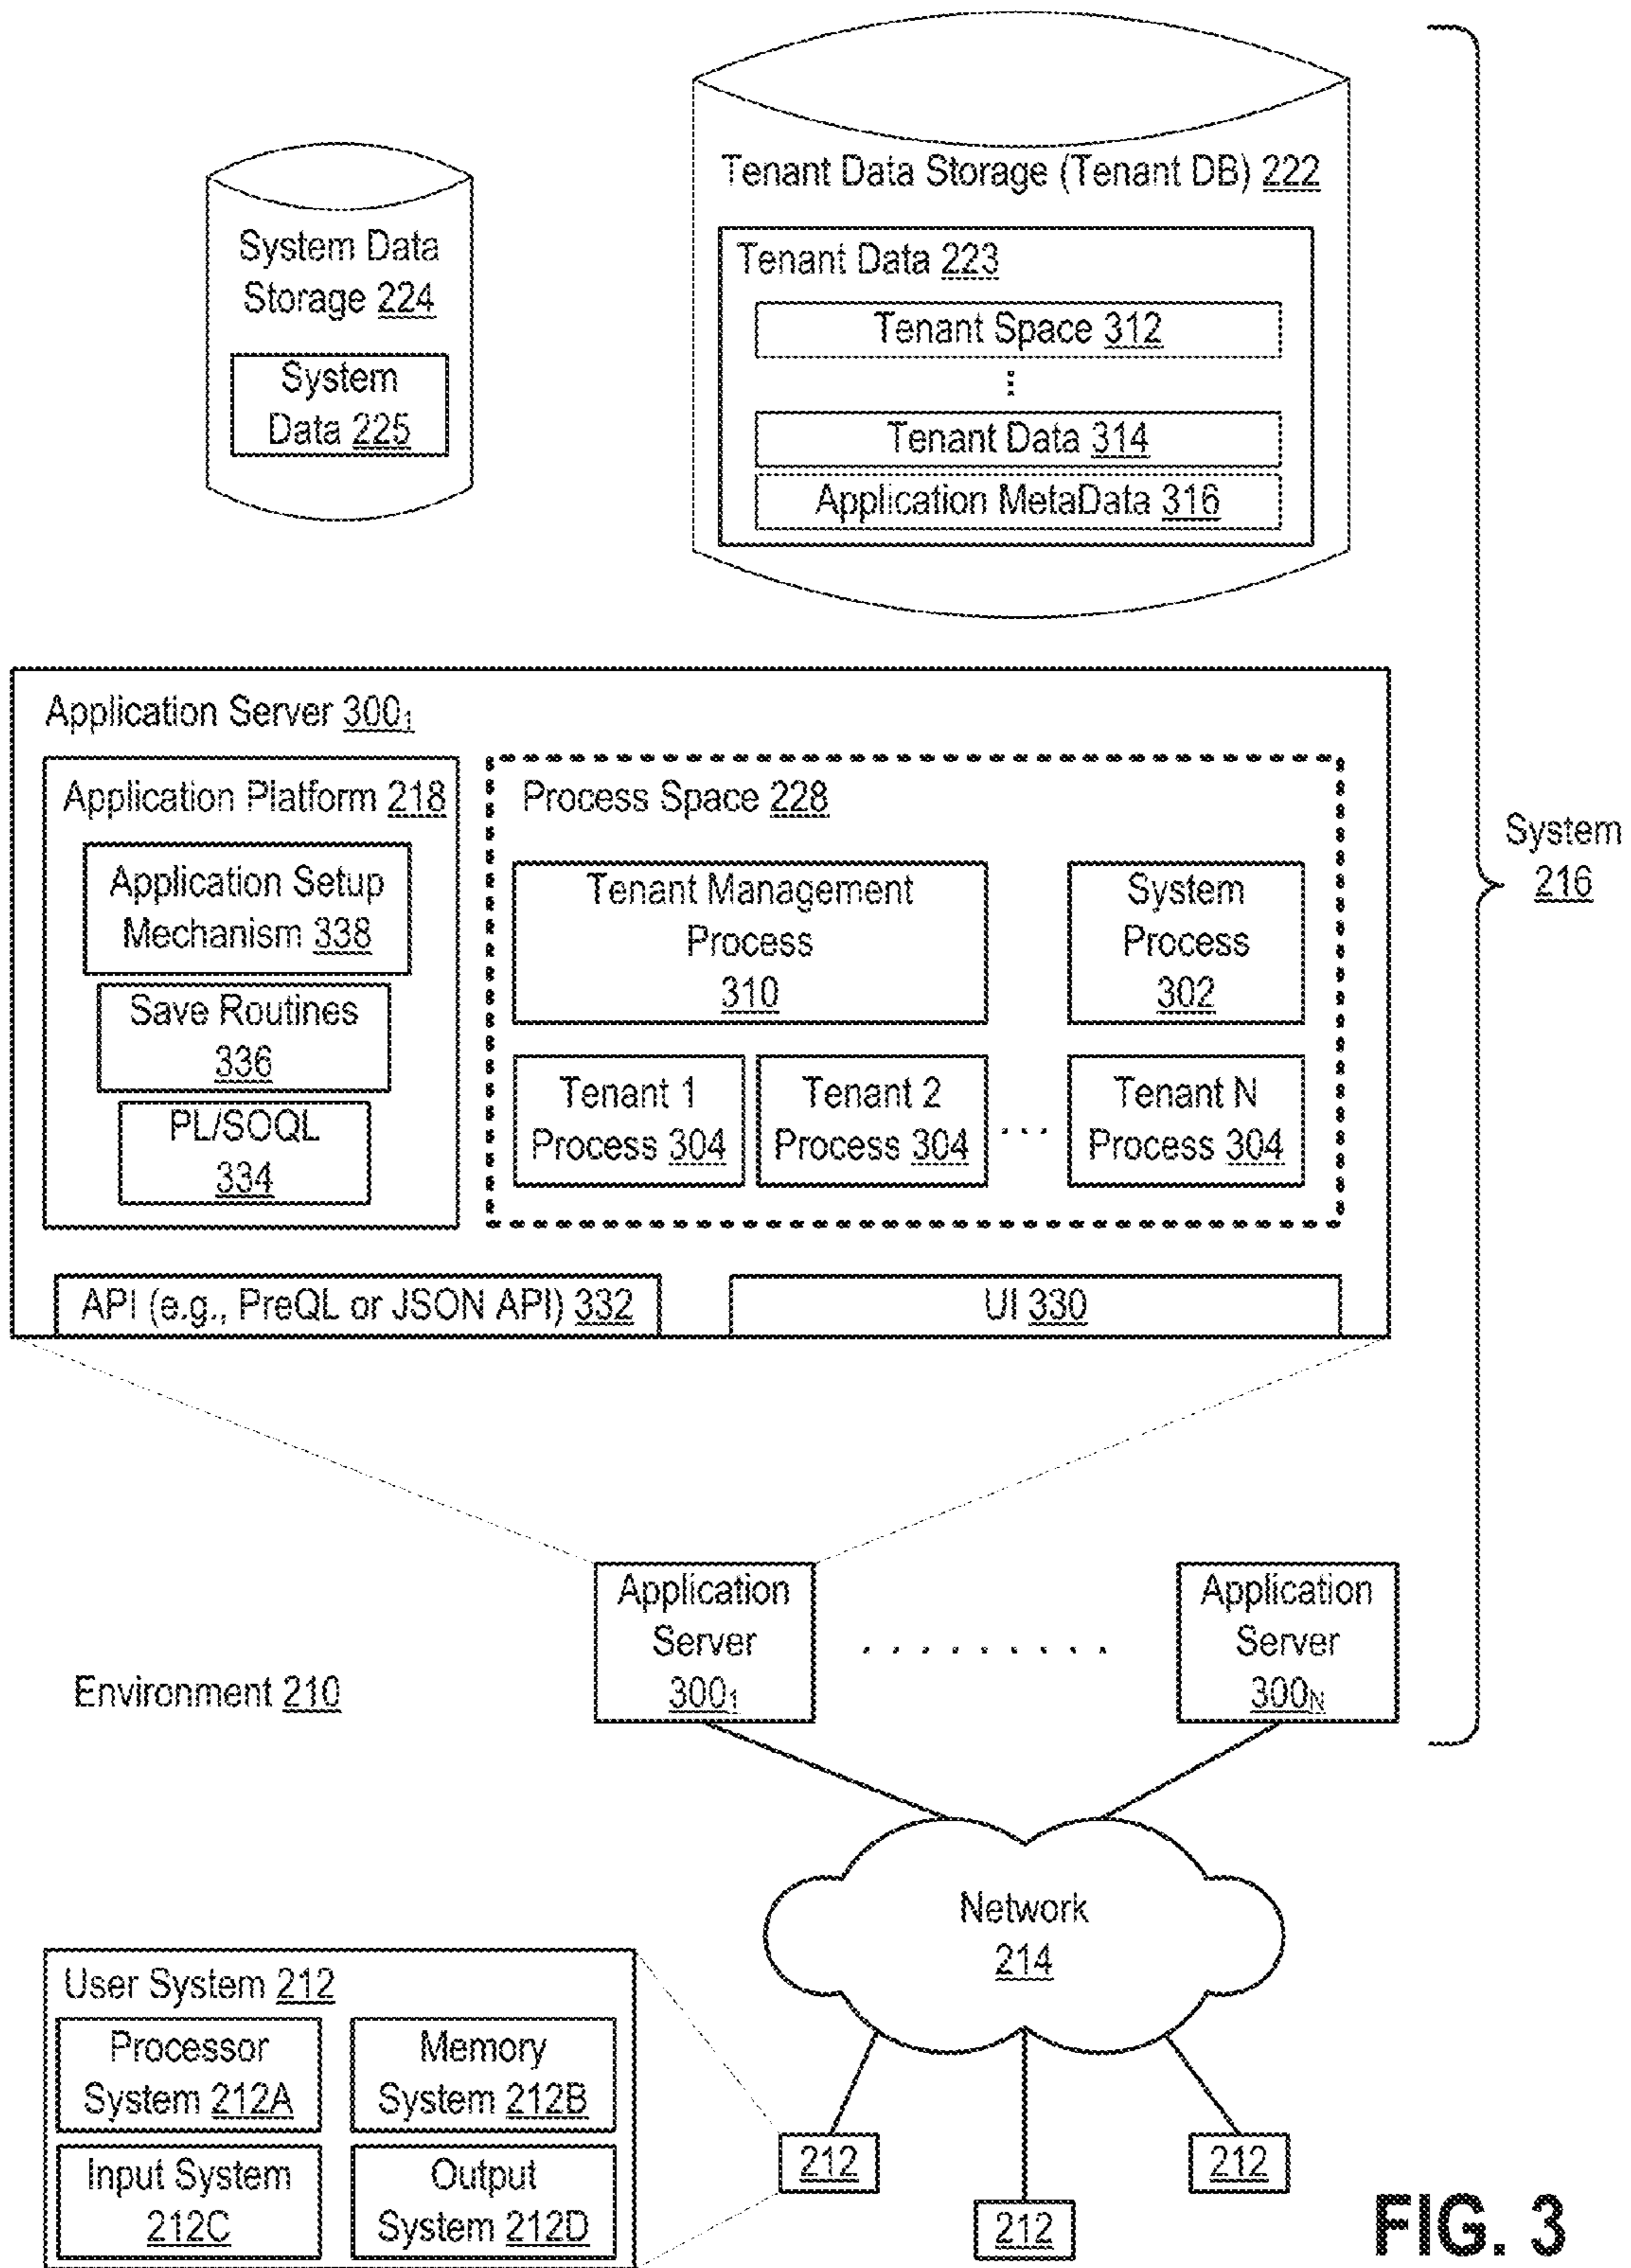 Tenant Data Storage (Tenant DB) 222
System Data
Storage 224
System
Data 225
Tenant Data 223
Tenant Space 312
Tenant Data 314
Application MetaData 316
Application Server 300₁
Application Platform 218
Application Setup
Mechanism 338
Save Routines
336
PL/SOQL
334
Process Space 228
Tenant Management
Process
310
System
Process
302
Tenant 1
Process 304
Tenant 2
Process 304
. . .
Tenant N
Process 304
API (e.g., PreQL or JSON API) 332
UI 330
System
216
Application
Server
300₁
. . . . . . . . .
Application
Server
300N
Environment 210
Network
214
User System 212
Processor
System 212A
Memory
System 212B
Input System
212C
Output
System 212D
212
212
212
FIG. 3